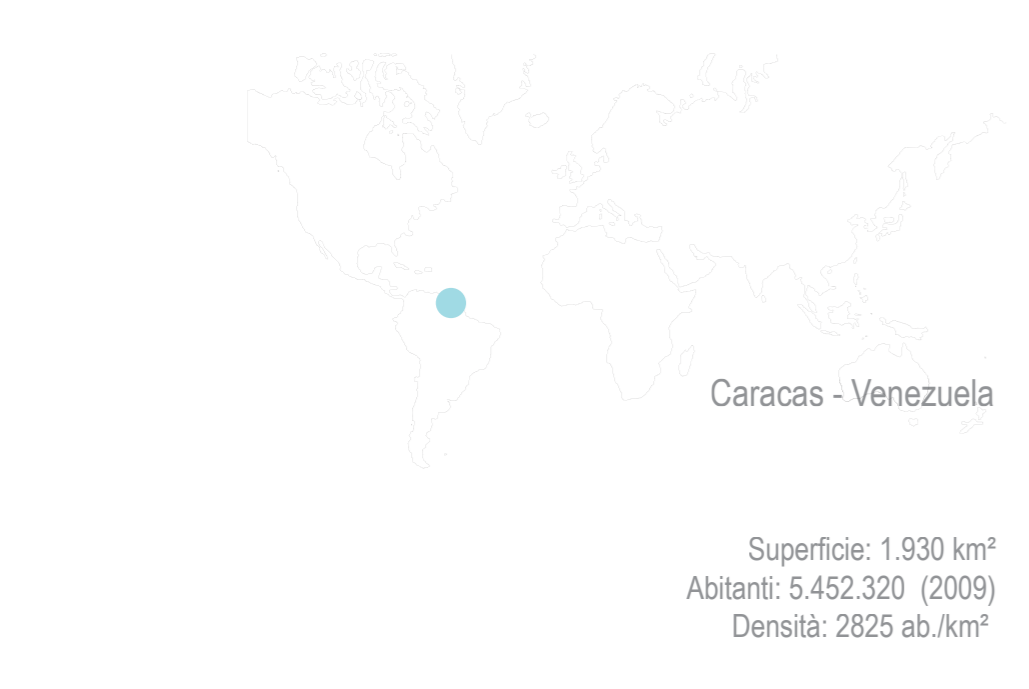 Caracas - Venezuela
Superficie: 1.930 km²
Abitanti: 5.452.320 (2009)
Densità: 2825 ab./km²